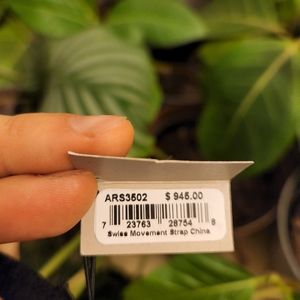 ARS3502 $ 945.00
7 23763 28754 8
Swiss Movement Strap China